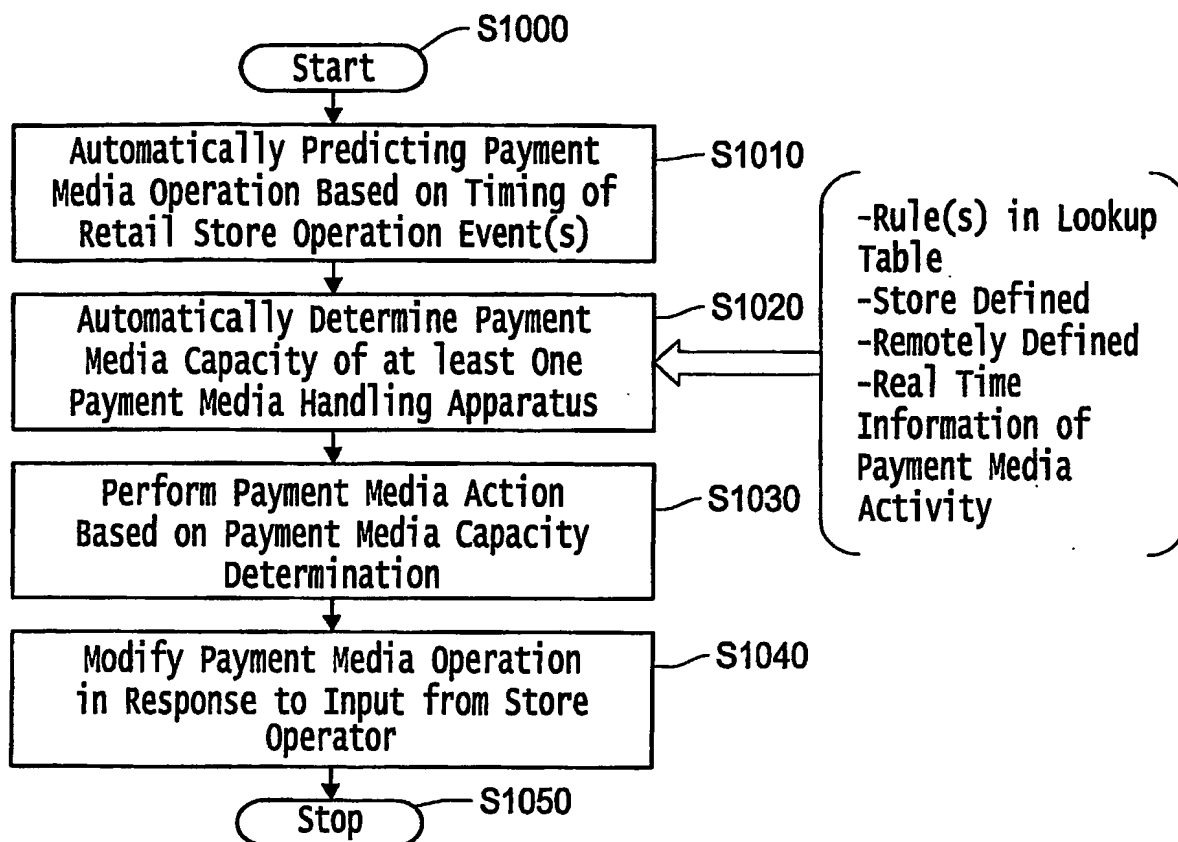 S1000
Start
Automatically Predicting Payment
Media Operation Based on Timing of
Retail Store Operation Event(s)
S1010
Automatically Determine Payment
Media Capacity of at least One
Payment Media Handling Apparatus
S1020
-Rule(s) in Lookup
Table
-Store Defined
-Remotely Defined
-Real Time
Information of
Payment Media
Activity
Perform Payment Media Action
Based on Payment Media Capacity
Determination
S1030
Modify Payment Media Operation
in Response to Input from Store
Operator
S1040
Stop
S1050